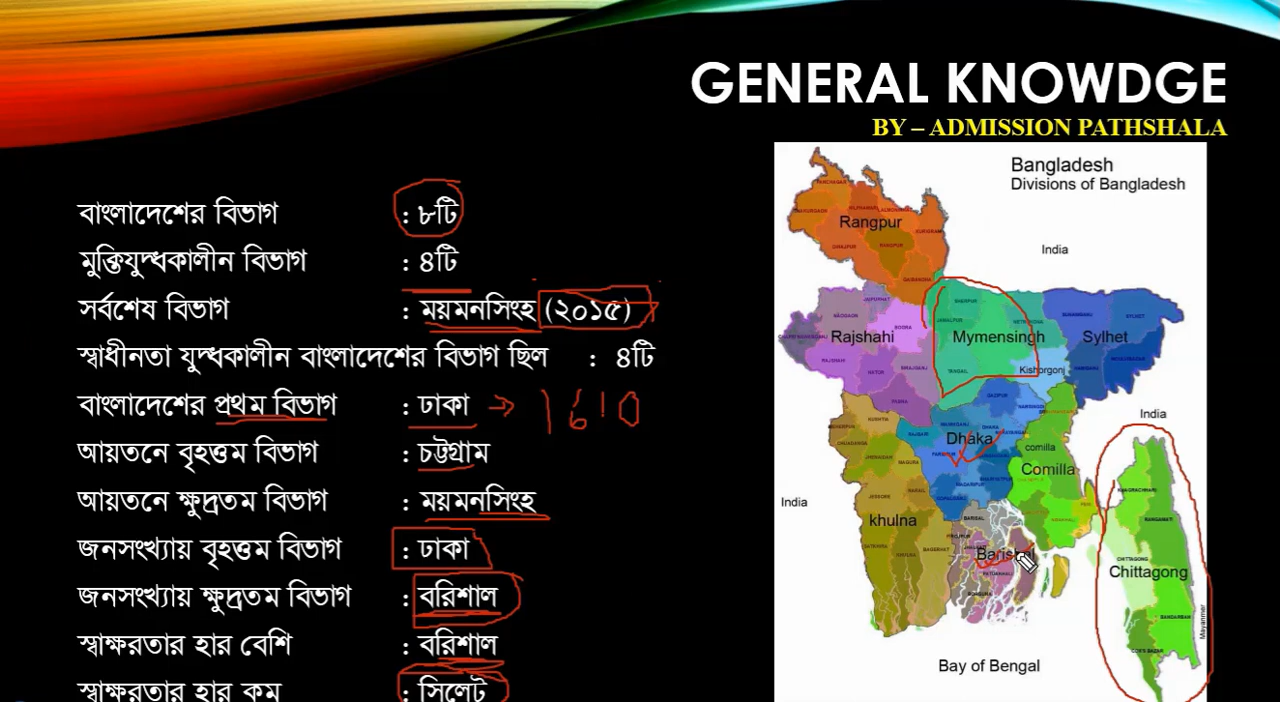 GENERAL KNOWDGE
BY – ADMISSION PATHSHALA
বাংলাদেশের বিভাগ : ৮টি
মুক্তিযুদ্ধকালীন বিভাগ : ৪টি
সর্বশেষ বিভাগ : ময়মনসিংহ (২০১৫)
স্বাধীনতা যুদ্ধকালীন বাংলাদেশের বিভাগ ছিল : ৪টি
বাংলাদেশের প্রথম বিভাগ : ঢাকা → 1610
আয়তনে বৃহত্তম বিভাগ : চট্টগ্রাম
আয়তনে ক্ষুদ্রতম বিভাগ : ময়মনসিংহ
জনসংখ্যায় বৃহত্তম বিভাগ : ঢাকা
জনসংখ্যায় ক্ষুদ্রতম বিভাগ : বরিশাল
স্বাক্ষরতার হার বেশি : বরিশাল
স্বাক্ষরতার হার কম : সিলেট
Bangladesh
Divisions of Bangladesh
Rangpur
India
Rajshahi
Mymensingh
Sylhet
Kishorgonj
India
Dhaka
comilla
Comilla
India
khulna
Barishal
Chittagong
Mayanmer
Bay of Bengal